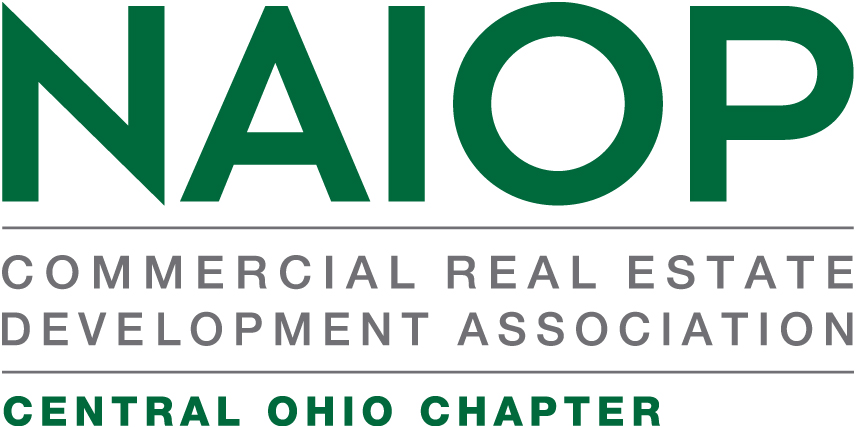 NAIOP
COMMERCIAL REAL ESTATE
DEVELOPMENT ASSOCIATION
CENTRAL OHIO CHAPTER